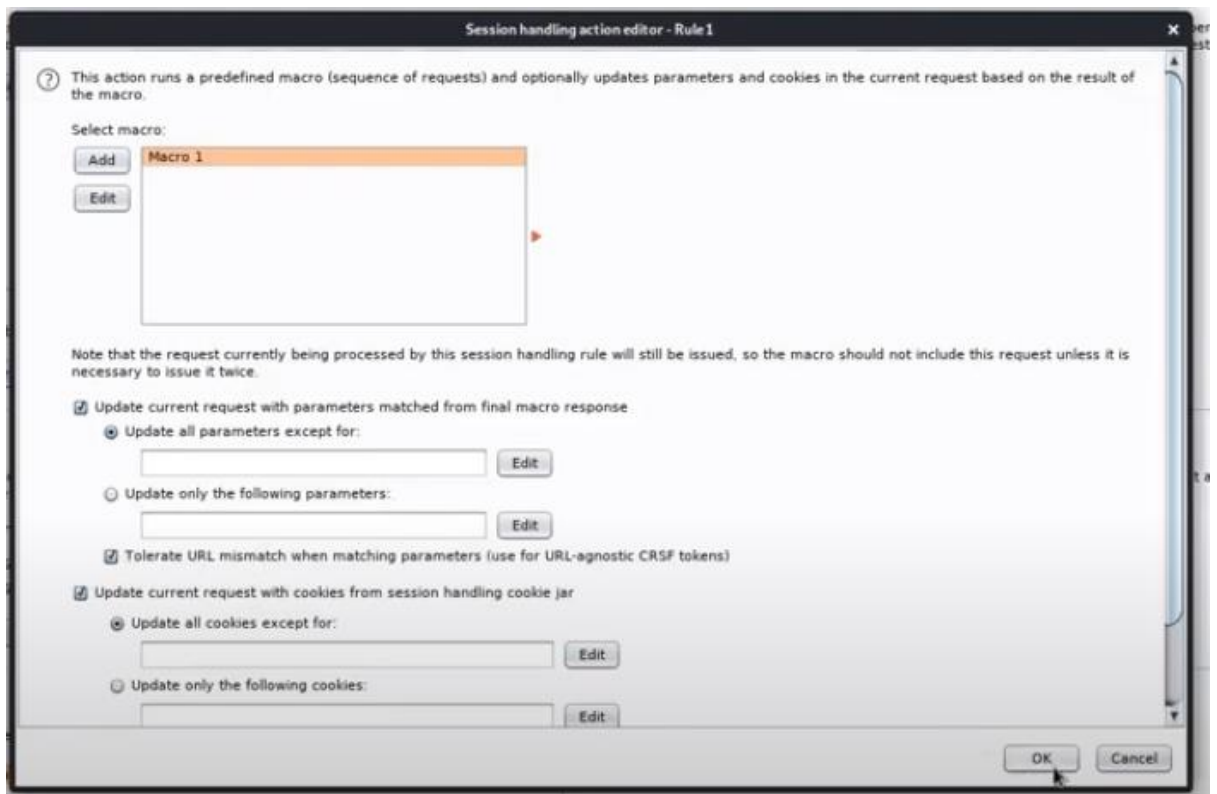 Session handling action editor - Rule 1
This action runs a predefined macro (sequence of requests) and optionally updates parameters and cookies in the current request based on the result of
the macro.
Select macro:
Add
Macro 1
Edit
Note that the request currently being processed by this session handling rule will still be issued, so the macro should not include this request unless it is
necessary to issue it twice.
Update current request with parameters matched from final macro response
Update all parameters except for:
Edit
Update only the following parameters:
Edit
Tolerate URL mismatch when matching parameters (use for URL-agnostic CRSF tokens)
Update current request with cookies from session handling cookie jar
Update all cookies except for:
Edit
Update only the following cookies:
Edit
OK
Cancel